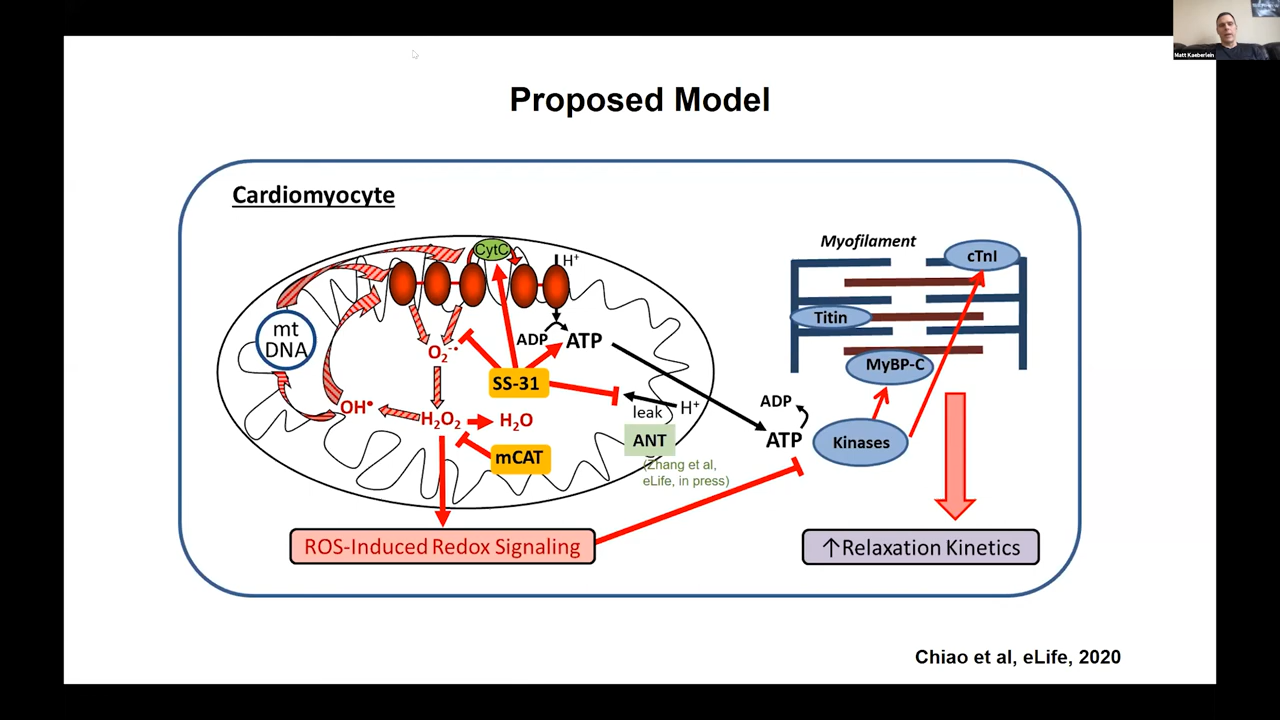 Matt Kaeberlein
Proposed Model
Cardiomyocyte
CytC
H⁺
mt
DNA
ADP
ATP
O₂⁻•
SS-31
OH•
H₂O₂
H₂O
mCAT
leak
H⁺
ANT
(Zhang et al,
eLife, in press)
ROS-Induced Redox Signaling
Myofilament
cTnI
Titin
MyBP-C
ADP
ATP
Kinases
↑Relaxation Kinetics
Chiao et al, eLife, 2020